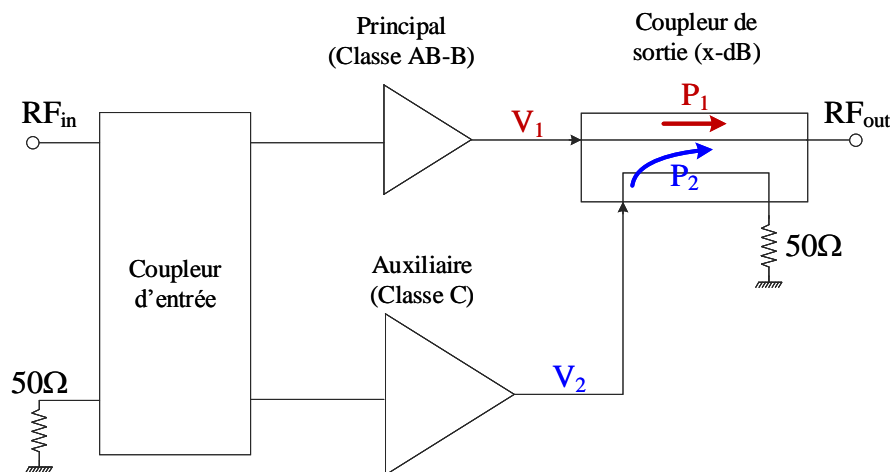 Principal
(Classe AB-B)
Coupleur de
sortie (x-dB)
RFin
V1
P1
RFout
P2
50Ω
Coupleur
d'entrée
Auxiliaire
(Classe C)
V2
50Ω